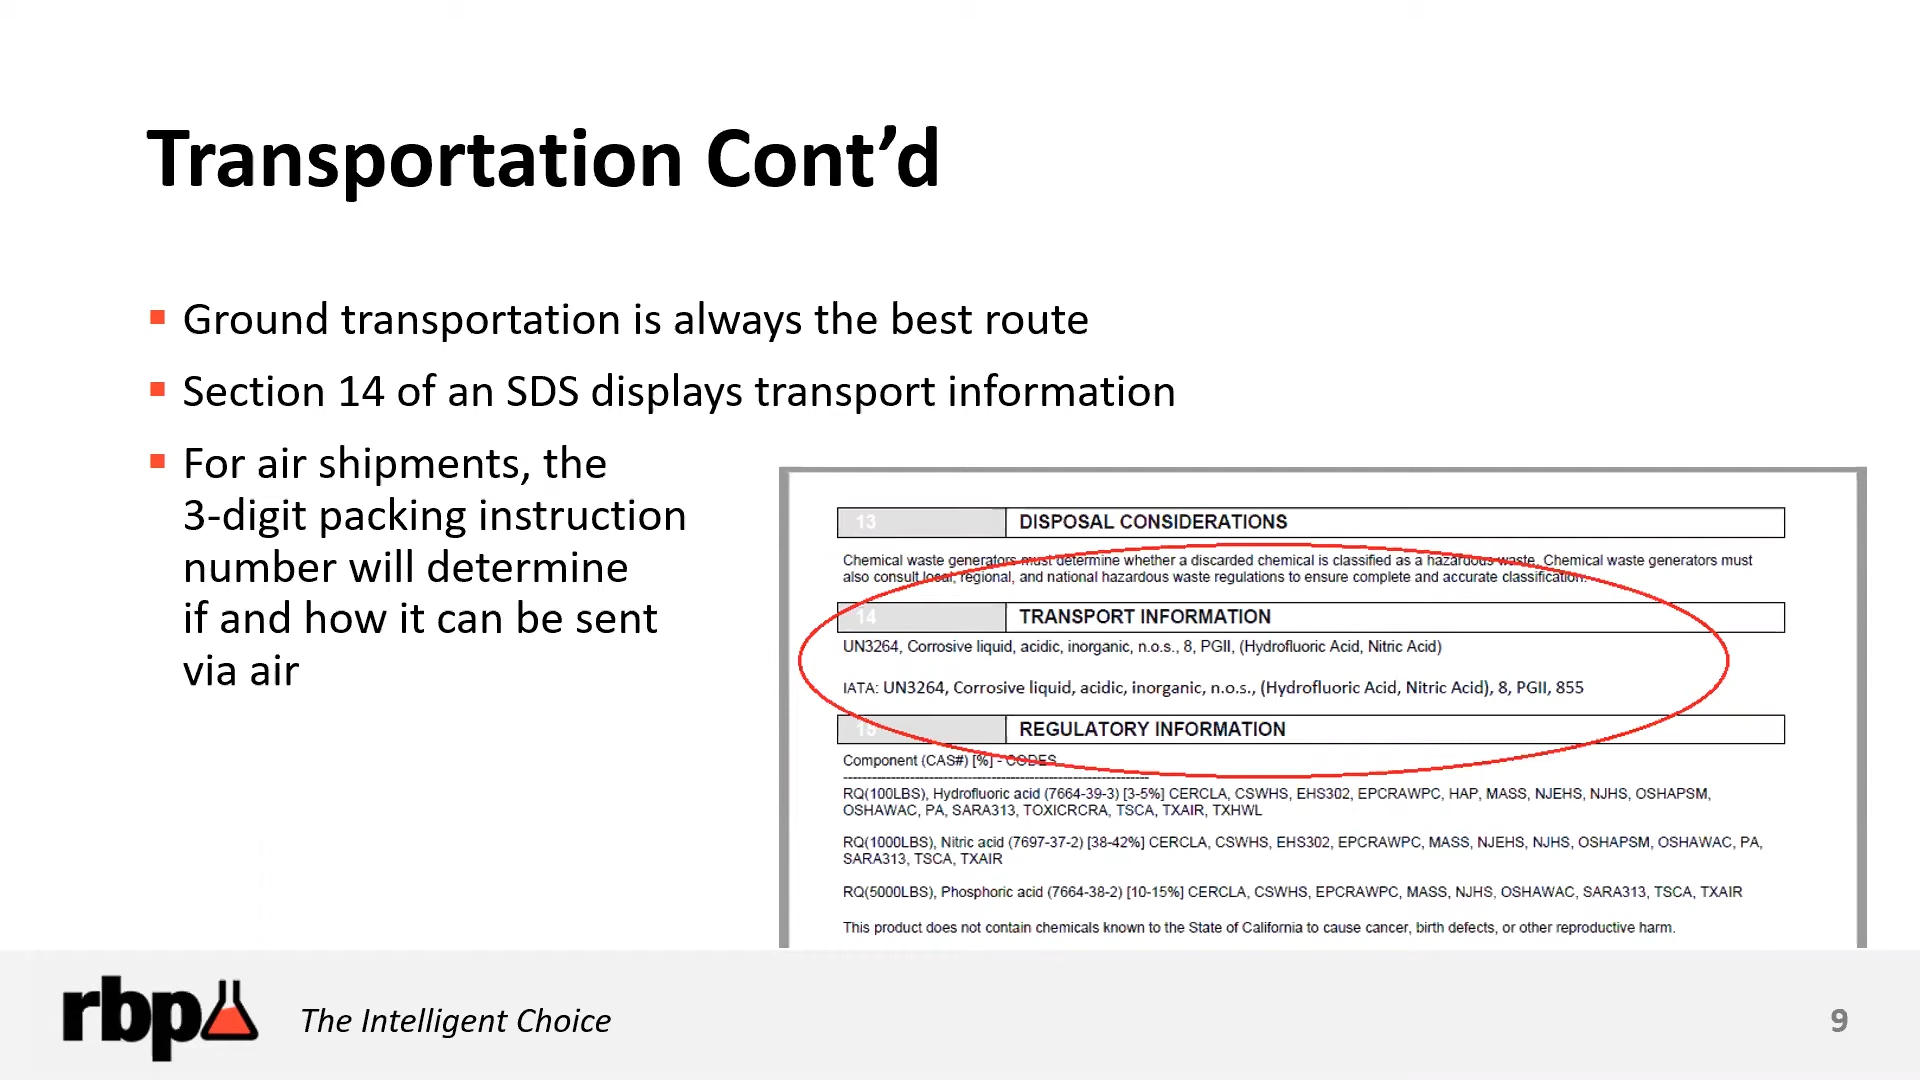 Transportation Cont’d
▪ Ground transportation is always the best route
▪ Section 14 of an SDS displays transport information
▪ For air shipments, the
3-digit packing instruction
number will determine
if and how it can be sent
via air
13 DISPOSAL CONSIDERATIONS
Chemical waste generators must determine whether a discarded chemical is classified as a hazardous waste. Chemical waste generators must
also consult local, regional, and national hazardous waste regulations to ensure complete and accurate classification.
14 TRANSPORT INFORMATION
UN3264, Corrosive liquid, acidic, inorganic, n.o.s., 8, PGII, (Hydrofluoric Acid, Nitric Acid)
IATA: UN3264, Corrosive liquid, acidic, inorganic, n.o.s., (Hydrofluoric Acid, Nitric Acid), 8, PGII, 855
15 REGULATORY INFORMATION
Component (CAS#) [%] - CODES
--------------------------------------------------------------
RQ(100LBS), Hydrofluoric acid (7664-39-3) [3-5%] CERCLA, CSWHS, EHS302, EPCRAWPC, HAP, MASS, NJEHS, NJHS, OSHAPSM,
OSHAWAC, PA, SARA313, TOXICRCRA, TSCA, TXAIR, TXHWL
RQ(1000LBS), Nitric acid (7697-37-2) [38-42%] CERCLA, CSWHS, EHS302, EPCRAWPC, MASS, NJEHS, NJHS, OSHAPSM, OSHAWAC, PA,
SARA313, TSCA, TXAIR
RQ(5000LBS), Phosphoric acid (7664-38-2) [10-15%] CERCLA, CSWHS, EPCRAWPC, MASS, NJHS, OSHAWAC, SARA313, TSCA, TXAIR
This product does not contain chemicals known to the State of California to cause cancer, birth defects, or other reproductive harm.
rbp
The Intelligent Choice
9